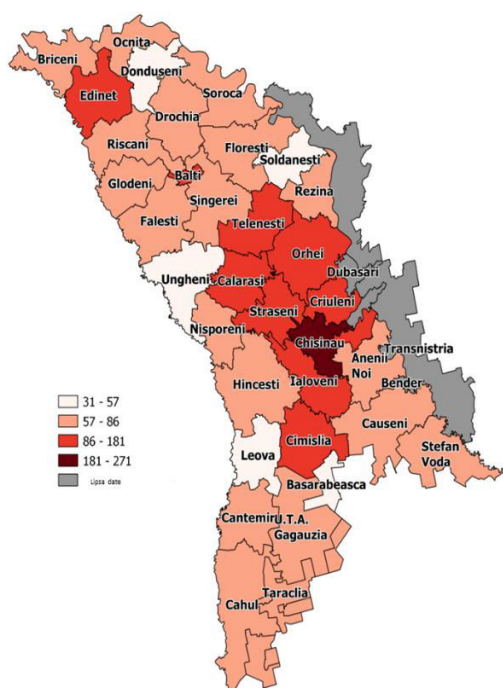 Ocnita
Briceni
Donduseni
Edinet
Soroca
Drochia
Riscani
Floresti
Soldanesti
Balti
Glodeni
Singerei
Rezina
Falesti
Telenesti
Orhei
Dubasari
Ungheni
Calarasi
Criuleni
Straseni
Nisporeni
Chisinau
Transnistria
Anenii
Noi
Ialoveni
Bender
Hincesti
Causeni
Stefan
Voda
Cimislia
Leova
Basarabeasca
Cantemir
U.T.A.
Gagauzia
Taraclia
Cahul
31 - 57
57 - 86
86 - 181
181 - 271
Lipsa date